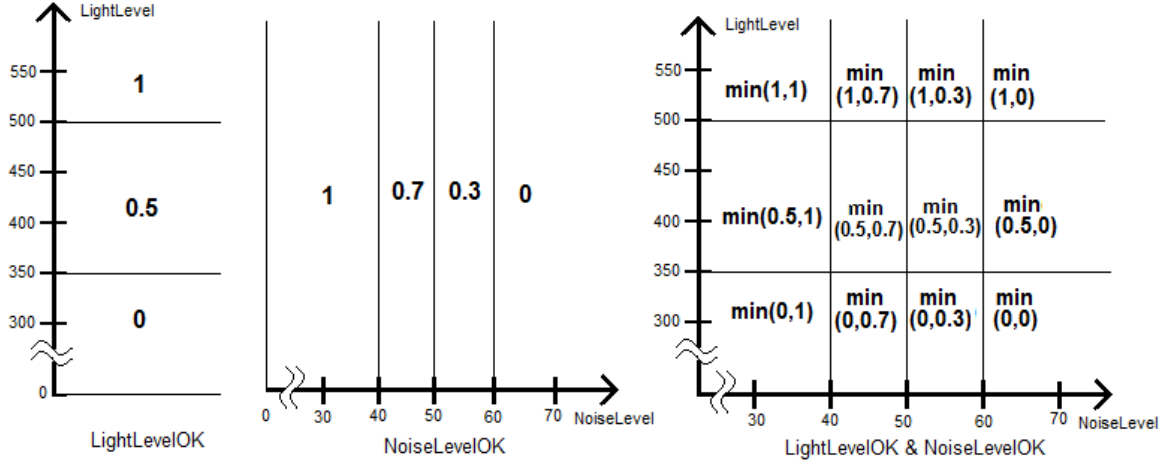 LightLevel
550
500
450
400
350
300
0
1
0.5
0
LightLevelOK
1
0.7
0.3
0
0
30
40
50
60
70
NoiseLevel
NoiseLevelOK
LightLevel
550
500
450
400
350
300
min(1,1)
min
(1,0.7)
min
(1,0.3)
min
(1,0)
min(0.5,1)
min
(0.5,0.7)
min
(0.5,0.3)
min
(0.5,0)
min(0,1)
min
(0,0.7)
min
(0,0.3)
min
(0,0)
30
40
50
60
70
NoiseLevel
LightLevelOK & NoiseLevelOK